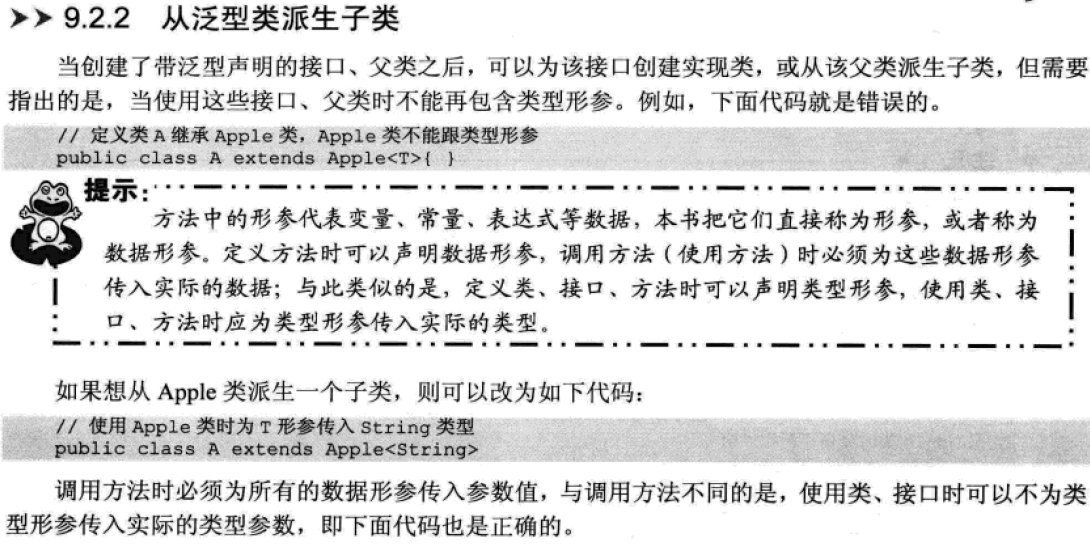 ➤➤ 9.2.2 从泛型类派生子类
当创建了带泛型声明的接口、父类之后，可以为该接口创建实现类，或从该父类派生子类，但需要
指出的是，当使用这些接口、父类时不能再包含类型形参。例如，下面代码就是错误的。
// 定义类 A 继承 Apple 类，Apple 类不能跟类型形参
public class A extends Apple<T>{ }
提示：
方法中的形参代表变量、常量、表达式等数据，本书把它们直接称为形参，或者称为
数据形参。定义方法时可以声明数据形参，调用方法（使用方法）时必须为这些数据形参
传入实际的数据；与此类似的是，定义类、接口、方法时可以声明类型形参，使用类、接
口、方法时应为类型形参传入实际的类型。
如果想从 Apple 类派生一个子类，则可以改为如下代码：
// 使用 Apple 类时为 T 形参传入 String 类型
public class A extends Apple<String>
调用方法时必须为所有的数据形参传入参数值，与调用方法不同的是，使用类、接口时可以不为类
型形参传入实际的类型参数，即下面代码也是正确的。